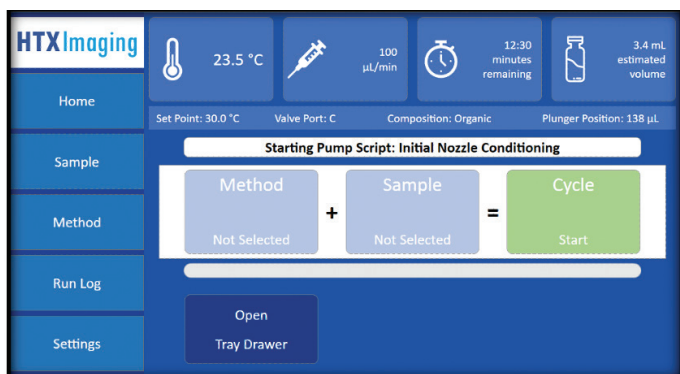 HTXImaging
Home
Sample
Method
Run Log
Settings
23.5 °C
100
µL/min
12:30
minutes
remaining
3.4 mL
estimated
volume
Set Point: 30.0 °C
Valve Port: C
Composition: Organic
Plunger Position: 138 µL
Starting Pump Script: Initial Nozzle Conditioning
Method
Not Selected
+
Sample
Not Selected
=
Cycle
Start
Open
Tray Drawer